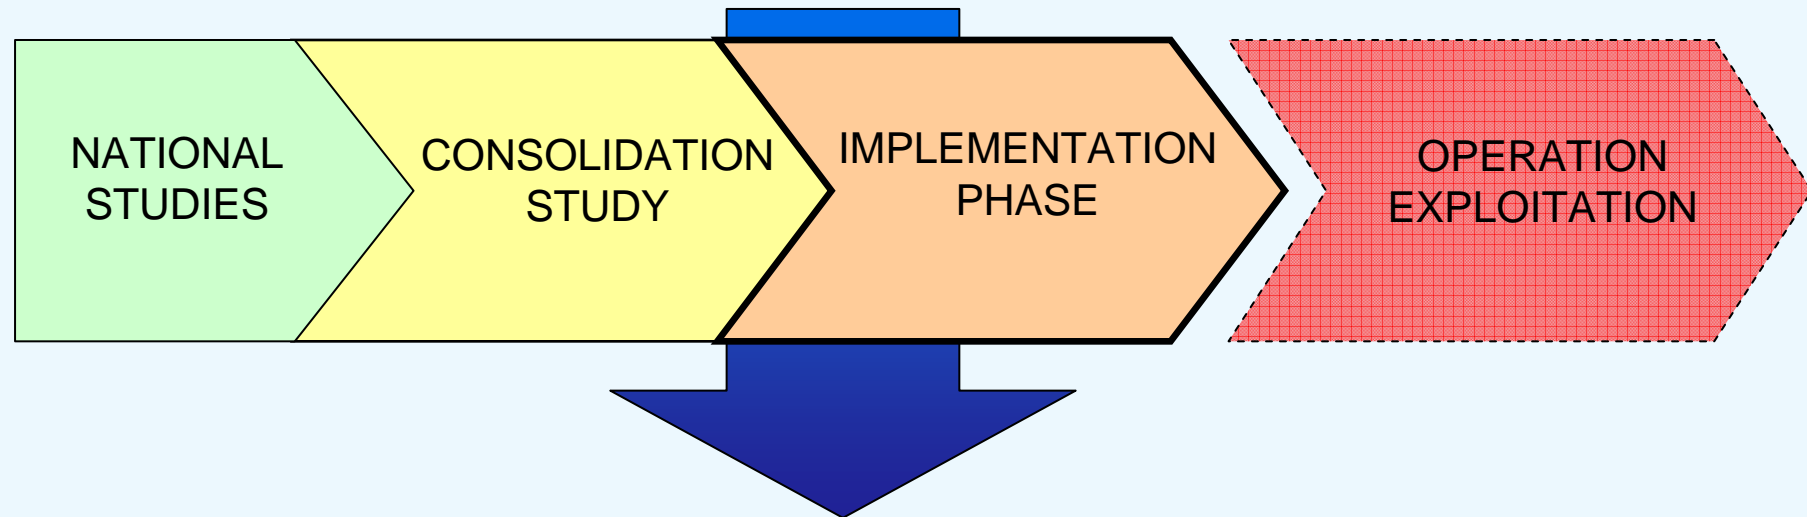 NATIONAL
STUDIES
CONSOLIDATION
STUDY
IMPLEMENTATION
PHASE
OPERATION
EXPLOITATION